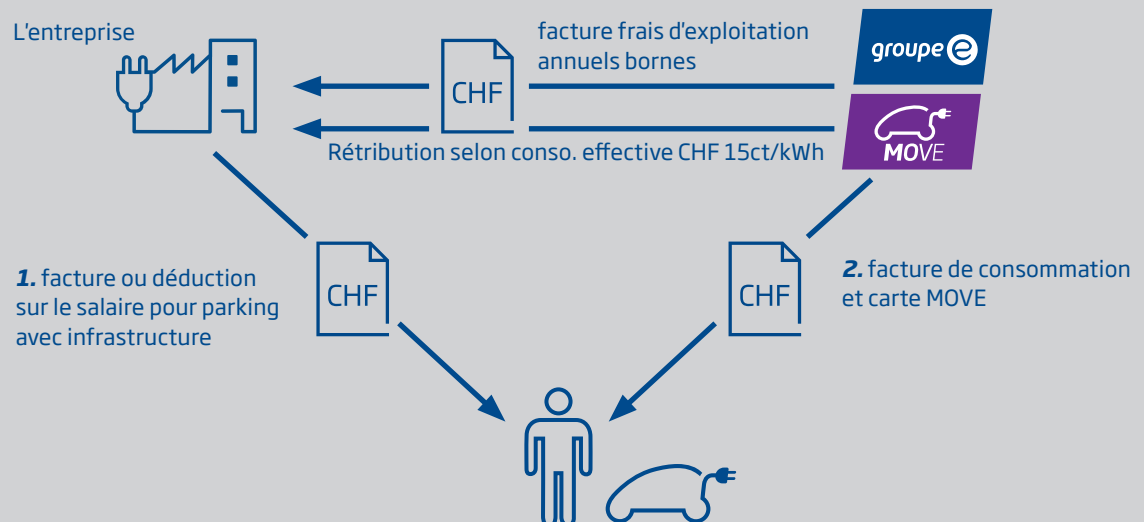 L'entreprise
facture frais d'exploitation
annuels bornes
groupe e
CHF
MOVE
Rétribution selon conso. effective CHF 15ct/kWh
1. facture ou déduction
sur le salaire pour parking
avec infrastructure
CHF
CHF
2. facture de consommation
et carte MOVE